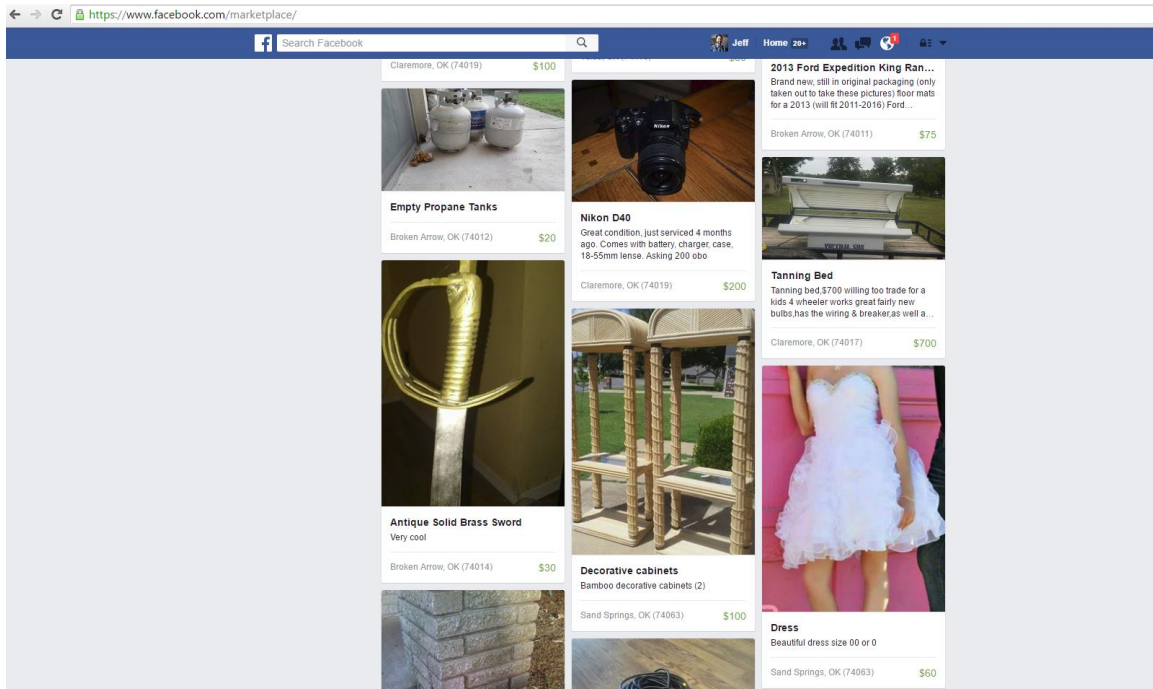 https://www.facebook.com/marketplace/
f
Search Facebook
Jeff
Home 20+
1
Claremore, OK (74019)
$100
Empty Propane Tanks
Broken Arrow, OK (74012)
$20
Antique Solid Brass Sword
Very cool
Broken Arrow, OK (74014)
$30
Nikon
Nikon D40
Great condition, just serviced 4 months
ago. Comes with battery, charger, case,
18-55mm lense. Asking 200 obo
Claremore, OK (74019)
$200
Decorative cabinets
Bamboo decorative cabinets (2)
Sand Springs, OK (74063)
$100
2013 Ford Expedition King Ran...
Brand new, still in original packaging (only
taken out to take these pictures) floor mats
for a 2013 (will fit 2011-2016) Ford...
Broken Arrow, OK (74011)
$75
Tanning Bed
Tanning bed,$700 willing too trade for a
kids 4 wheeler works great fairly new
bulbs,has the wiring & breaker,as well a...
Claremore, OK (74017)
$700
Dress
Beautiful dress size 00 or 0
Sand Springs, OK (74063)
$60